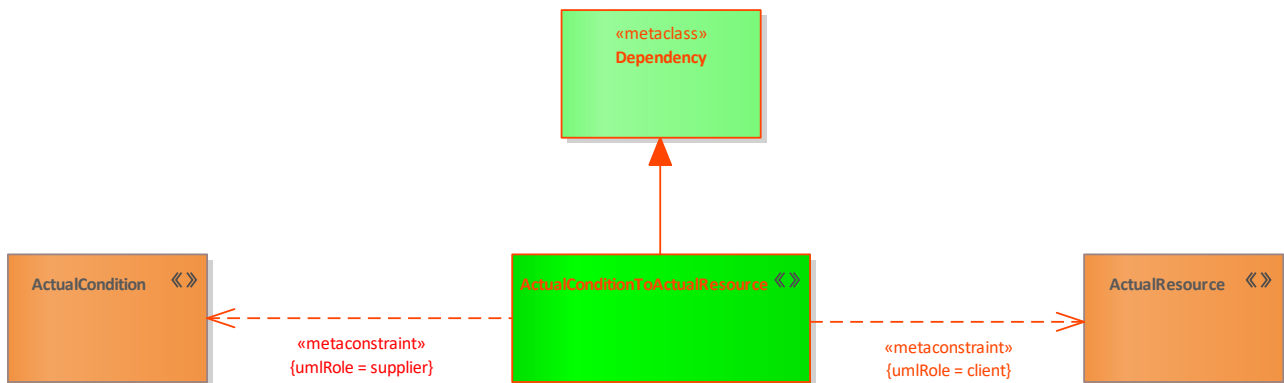 «metaclass»
Dependency
ActualCondition
ActualConditionToActualResource
ActualResource
«metaconstraint»
{umlRole = supplier}
«metaconstraint»
{umlRole = client}